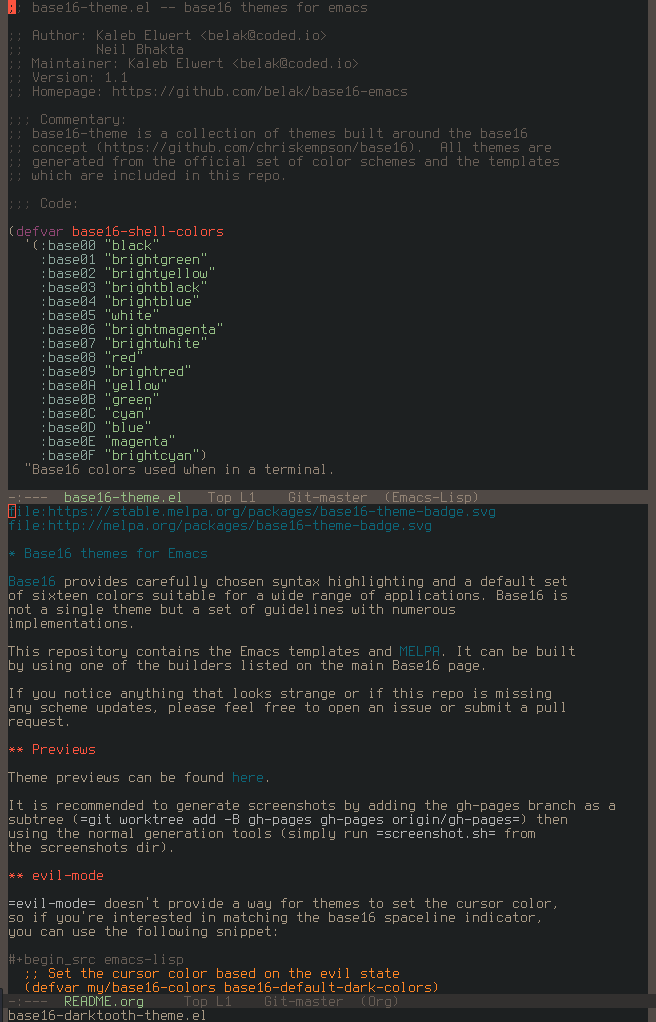 ;; base16-theme.el -- base16 themes for emacs
;; Author: Kaleb Elwert <belak@coded.io>
;;         Neil Bhakta
;; Maintainer: Kaleb Elwert <belak@coded.io>
;; Version: 1.1
;; Homepage: https://github.com/belak/base16-emacs
;;; Commentary:
;; base16-theme is a collection of themes built around the base16
;; concept (https://github.com/chriskempson/base16).  All themes are
;; generated from the official set of color schemes and the templates
;; which are included in this repo.
;;; Code:
(defvar base16-shell-colors
  '(:base00 "black"
    :base01 "brightgreen"
    :base02 "brightyellow"
    :base03 "brightblack"
    :base04 "brightblue"
    :base05 "white"
    :base06 "brightmagenta"
    :base07 "brightwhite"
    :base08 "red"
    :base09 "brightred"
    :base0A "yellow"
    :base0B "green"
    :base0C "cyan"
    :base0D "blue"
    :base0E "magenta"
    :base0F "brightcyan")
  "Base16 colors used when in a terminal.
-:---  base16-theme.el   Top L1    Git-master  (Emacs-Lisp)
file:https://stable.melpa.org/packages/base16-theme-badge.svg
file:http://melpa.org/packages/base16-theme-badge.svg
* Base16 themes for Emacs
Base16 provides carefully chosen syntax highlighting and a default set
of sixteen colors suitable for a wide range of applications. Base16 is
not a single theme but a set of guidelines with numerous
implementations.
This repository contains the Emacs templates and MELPA. It can be built
by using one of the builders listed on the main Base16 page.
If you notice anything that looks strange or if this repo is missing
any scheme updates, please feel free to open an issue or submit a pull
request.
** Previews
Theme previews can be found here.
It is recommended to generate screenshots by adding the gh-pages branch as a
subtree (=git worktree add -B gh-pages gh-pages origin/gh-pages=) then
using the normal generation tools (simply run =screenshot.sh= from
the screenshots dir).
** evil-mode
=evil-mode= doesn't provide a way for themes to set the cursor color,
so if you're interested in matching the base16 spaceline indicator,
you can use the following snippet:
#+begin_src emacs-lisp
  ;; Set the cursor color based on the evil state
  (defvar my/base16-colors base16-default-dark-colors)
-:---  README.org     Top L1    Git-master  (Org)
base16-darktooth-theme.el